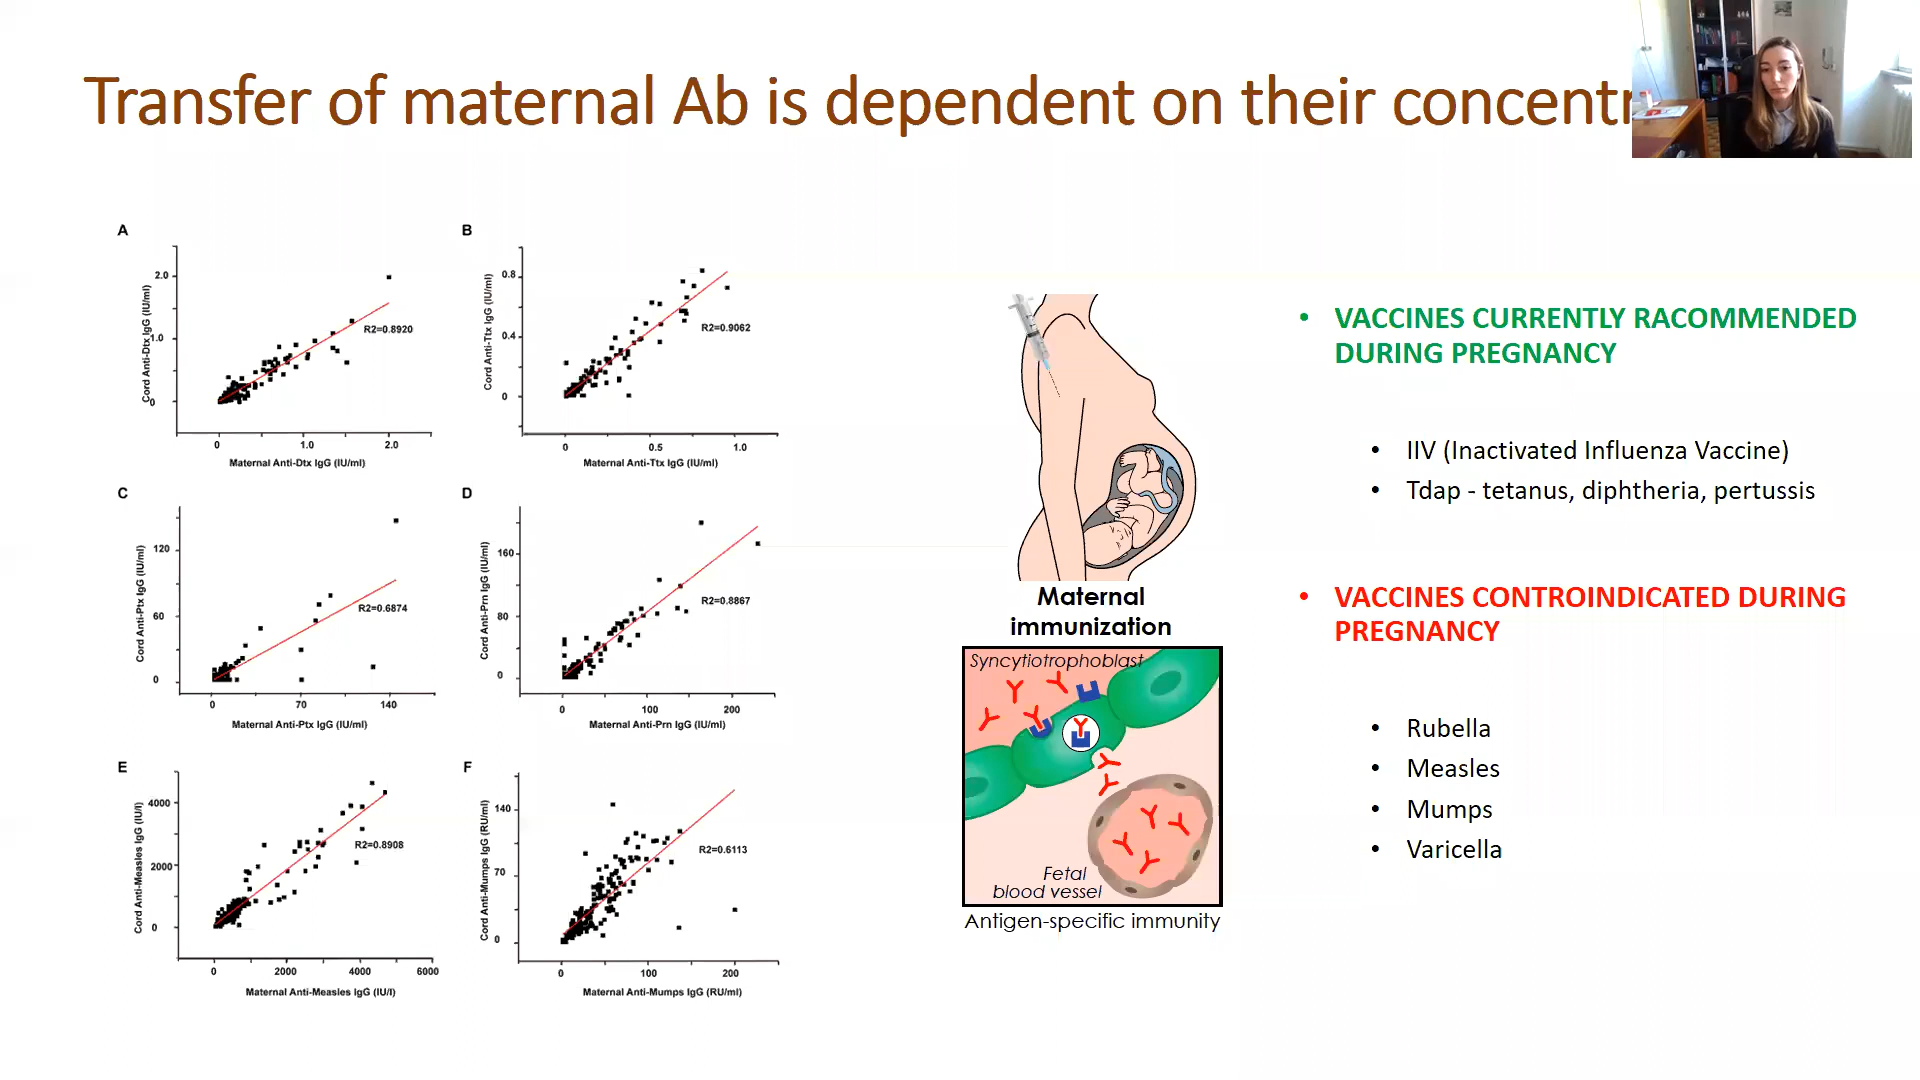 Transfer of maternal Ab is dependent on their concentr
A
Cord Anti-Dtx IgG (IU/ml)
2.0
1.0
0
R2=0.8920
0 1.0 2.0
Maternal Anti-Dtx IgG (IU/ml)
B
Cord Anti-Ttx IgG (IU/ml)
0.8
0.4
0
R2=0.9062
0 0.5 1.0
Maternal Anti-Ttx IgG (IU/ml)
C
Cord Anti-Ptx IgG (IU/ml)
120
60
0
R2=0.6874
0 70 140
Maternal Anti-Ptx IgG (IU/ml)
D
Cord Anti-Prn IgG (IU/ml)
160
80
0
R2=0.8867
0 100 200
Maternal Anti-Prn IgG (IU/ml)
E
Cord Anti-Measles IgG (IU/l)
4000
2000
0
R2=0.8908
0 2000 4000 6000
Maternal Anti-Measles IgG (IU/l)
F
Cord Anti-Mumps IgG (RU/ml)
140
70
0
R2=0.6113
0 100 200
Maternal Anti-Mumps IgG (RU/ml)
Maternal
immunization
Syncytiotrophoblast
Fetal
blood vessel
Antigen-specific immunity
• VACCINES CURRENTLY RACOMMENDED
DURING PREGNANCY
• IIV (Inactivated Influenza Vaccine)
• Tdap - tetanus, diphtheria, pertussis
• VACCINES CONTROINDICATED DURING
PREGNANCY
• Rubella
• Measles
• Mumps
• Varicella